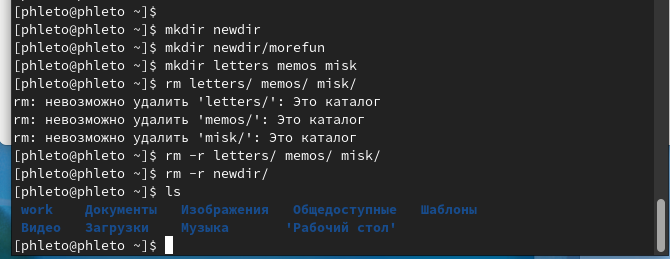 [phleto@phleto ~]$
[phleto@phleto ~]$ mkdir newdir
[phleto@phleto ~]$ mkdir newdir/morefun
[phleto@phleto ~]$ mkdir letters memos misk
[phleto@phleto ~]$ rm letters/ memos/ misk/
rm: невозможно удалить 'letters/': Это каталог
rm: невозможно удалить 'memos/': Это каталог
rm: невозможно удалить 'misk/': Это каталог
[phleto@phleto ~]$ rm -r letters/ memos/ misk/
[phleto@phleto ~]$ rm -r newdir/
[phleto@phleto ~]$ ls
work Документы Изображения Общедоступные Шаблоны
Видео Загрузки Музыка 'Рабочий стол'
[phleto@phleto ~]$